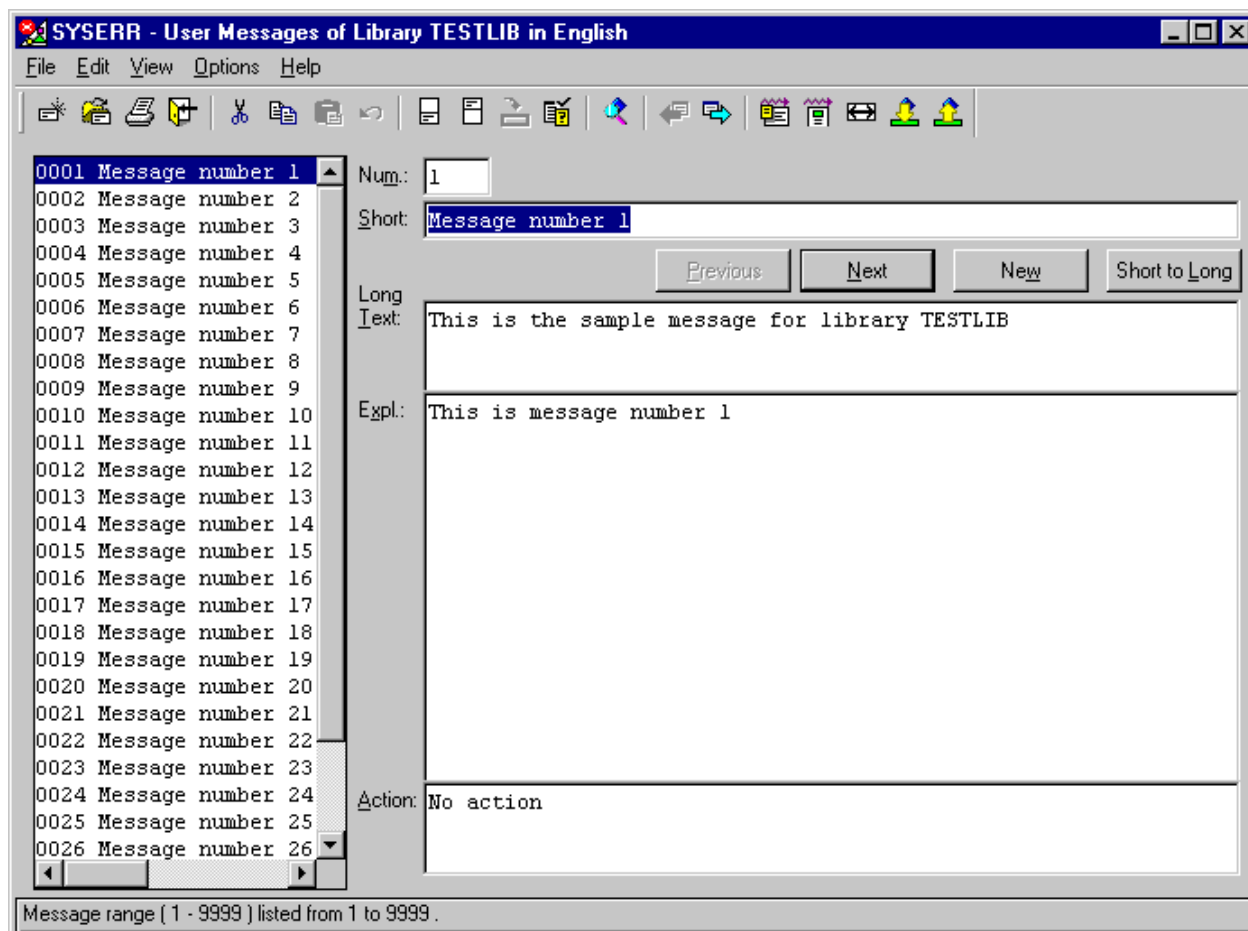 SYSERR - User Messages of Library TESTLIB in English
File Edit View Options Help
0001 Message number 1
0002 Message number 2
0003 Message number 3
0004 Message number 4
0005 Message number 5
0006 Message number 6
0007 Message number 7
0008 Message number 8
0009 Message number 9
0010 Message number 10
0011 Message number 11
0012 Message number 12
0013 Message number 13
0014 Message number 14
0015 Message number 15
0016 Message number 16
0017 Message number 17
0018 Message number 18
0019 Message number 19
0020 Message number 20
0021 Message number 21
0022 Message number 22
0023 Message number 23
0024 Message number 24
0025 Message number 25
0026 Message number 26
Num.: 1
Short: Message number 1
Previous Next New Short to Long
Long
Text: This is the sample message for library TESTLIB
Expl.: This is message number 1
Action: No action
Message range ( 1 - 9999 ) listed from 1 to 9999 .